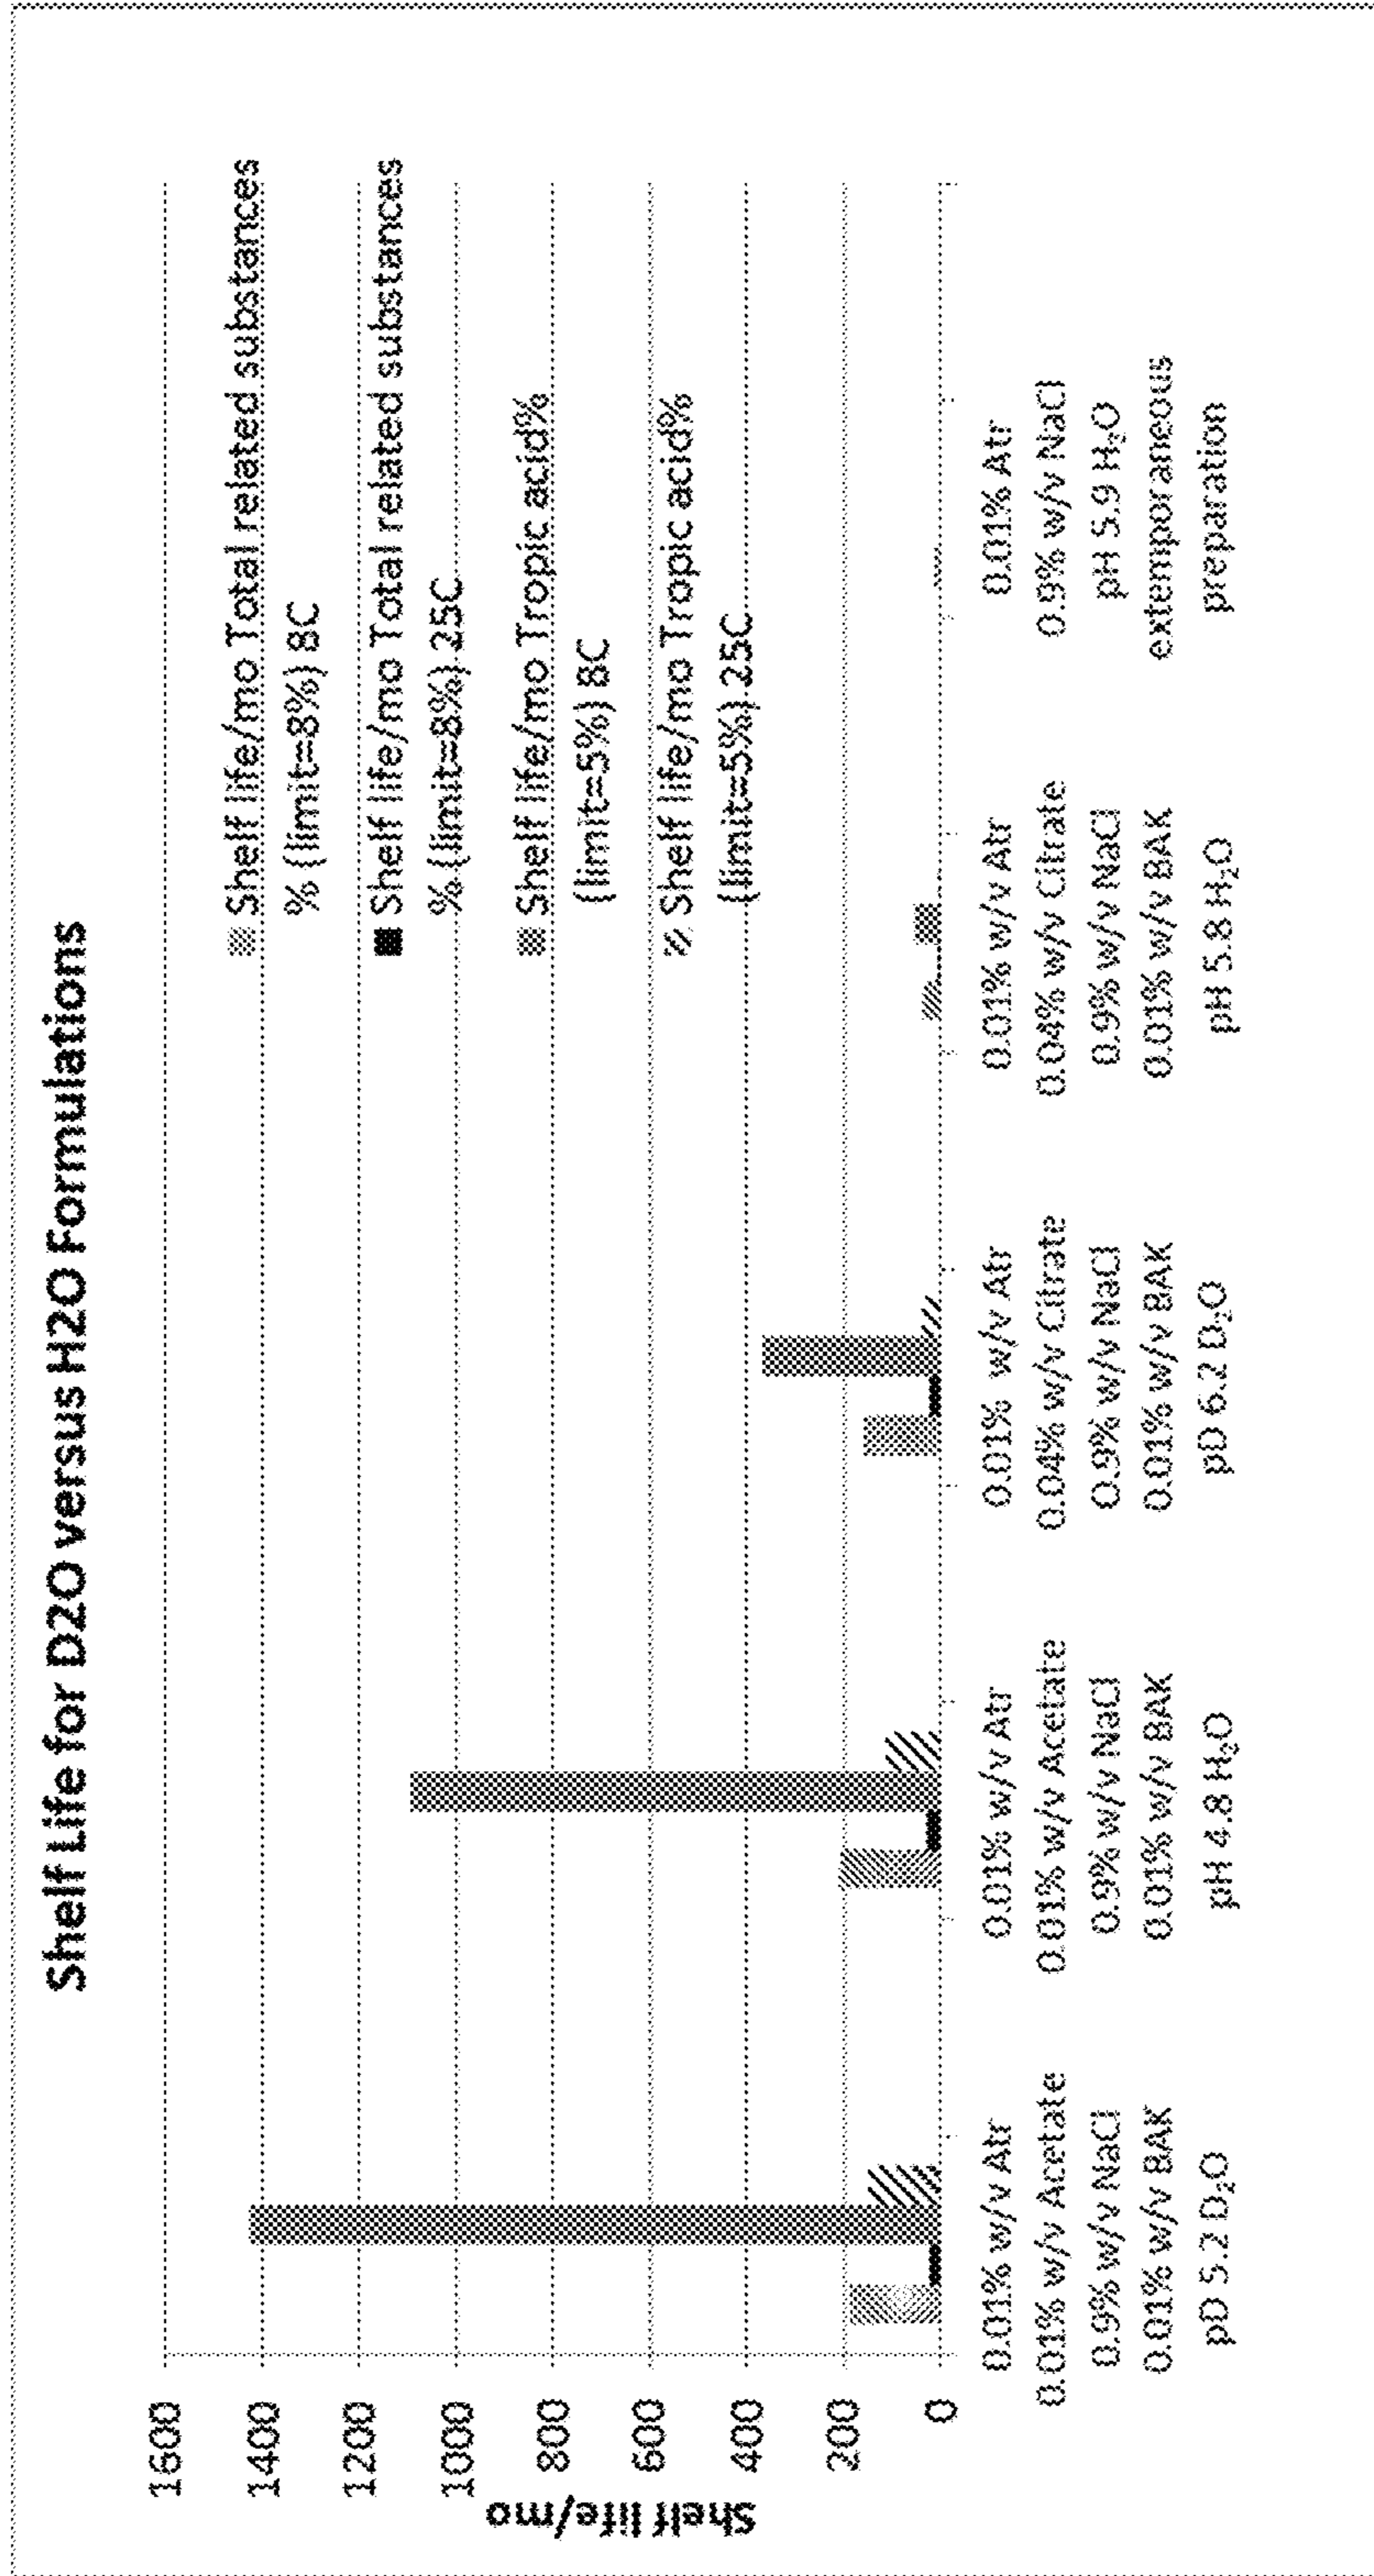 Shelf Life for D2O versus H2O Formulations
Shelf life/mo
1600
1400
1200
1000
800
600
400
200
0
Shelf life/mo Total related substances
% (limit=8%) 8C
Shelf life/mo Total related substances
% (limit=8%) 25C
Shelf life/mo Tropic acid%
(limit=5%) 8C
Shelf life/mo Tropic acid%
(limit=5%) 25C
0.01% w/v Atr
0.01% w/v Acetate
0.9% w/v NaCl
0.01% w/v BAK
pD 5.2 D₂O
0.01% w/v Atr
0.01% w/v Acetate
0.9% w/v NaCl
0.01% w/v BAK
pH 4.8 H₂O
0.01% w/v Atr
0.04% w/v Citrate
0.9% w/v NaCl
0.01% w/v BAK
pD 6.2 D₂O
0.01% w/v Atr
0.04% w/v Citrate
0.9% w/v NaCl
0.01% w/v BAK
pH 5.8 H₂O
0.01% Atr
0.9% w/v NaCl
pH 5.9 H₂O
extemporaneous
preparation